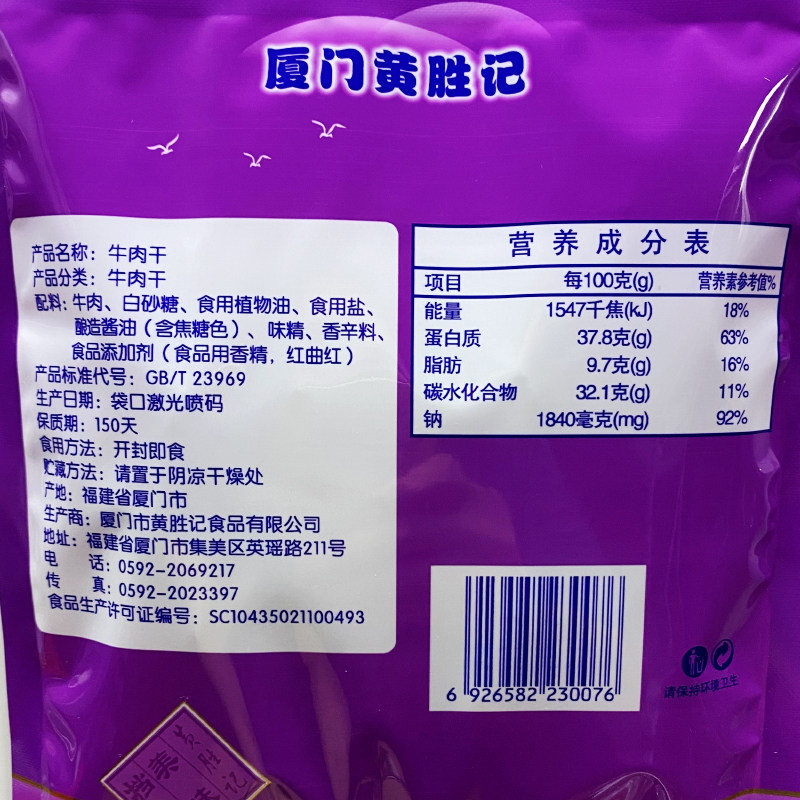 厦门黄胜记
产品名称：牛肉干
产品分类：牛肉干
配料：牛肉、白砂糖、食用植物油、食用盐、
酿造酱油（含焦糖色）、味精、香辛料、
食品添加剂（食品用香精，红曲红）
产品标准代号：GB/T 23969
生产日期：袋口激光喷码
保质期：150天
食用方法：开封即食
贮藏方法：请置于阴凉干燥处
产地：福建省厦门市
生产商：厦门市黄胜记食品有限公司
地址：福建省厦门市集美区英瑶路211号
电 话：0592-2069217
传 真：0592-2023397
食品生产许可证编号：SC10435021100493
营养成分表
项目 每100克(g) 营养素参考值%
能量 1547千焦(kJ) 18%
蛋白质 37.8克(g) 63%
脂肪 9.7克(g) 16%
碳水化合物 32.1克(g) 11%
钠 1840毫克(mg) 92%
6 926582 230076
请保持环境卫生
黄胜记
美味